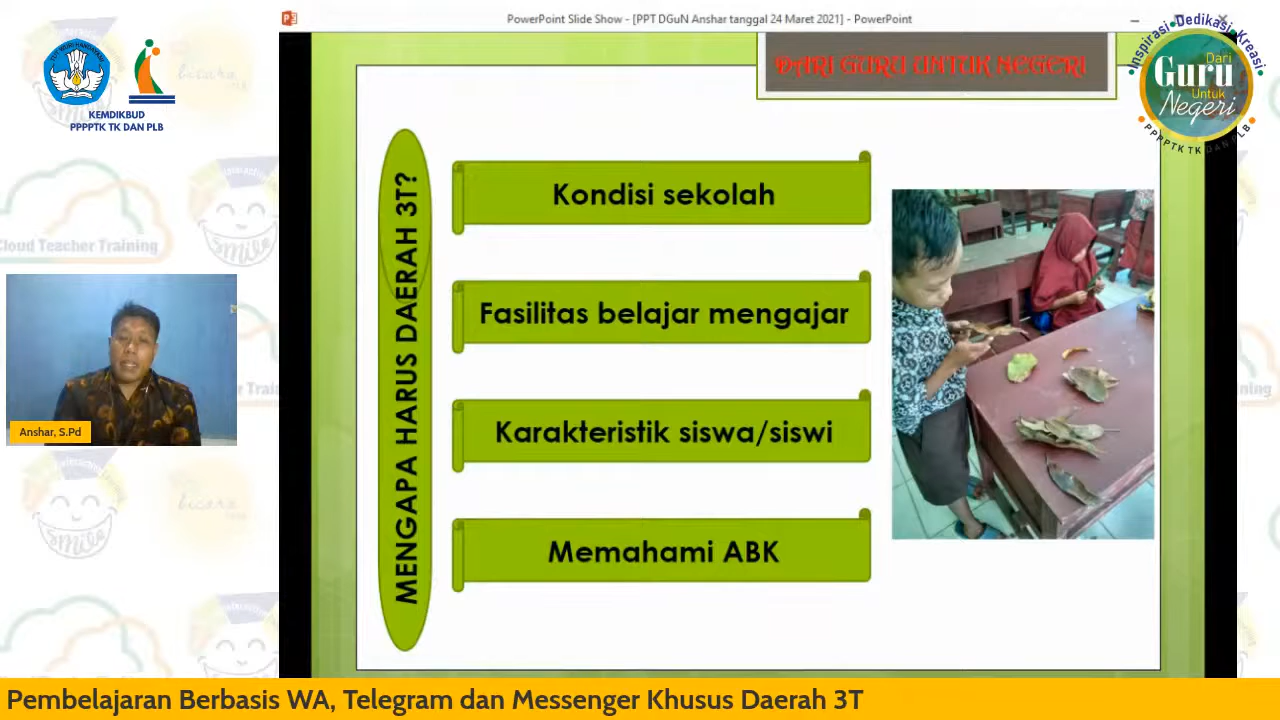 PowerPoint Slide Show - [PPT DGuN Anshar tanggal 24 Maret 2021] - PowerPoint
KEMDIKBUD
PPPPTK TK DAN PLB
DARI GURU UNTUK NEGERI
Inspirasi-Dedikasi-Kreasi
Dari
Guru
Untuk
Negeri
PPPPTK TK DAN PLB
MENGAPA HARUS DAERAH 3T?
Kondisi sekolah
Fasilitas belajar mengajar
Karakteristik siswa/siswi
Memahami ABK
Cloud Teacher Training
smile
Anshar, S.Pd
bicara
smile
Pembelajaran Berbasis WA, Telegram dan Messenger Khusus Daerah 3T